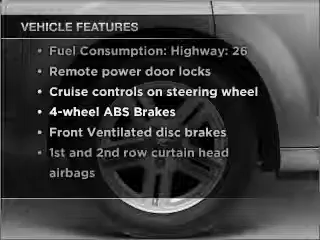 VEHICLE FEATURES
• Fuel Consumption: Highway: 26
• Remote power door locks
• Cruise controls on steering wheel
• 4-wheel ABS Brakes
• Front Ventilated disc brakes
• 1st and 2nd row curtain head
airbags